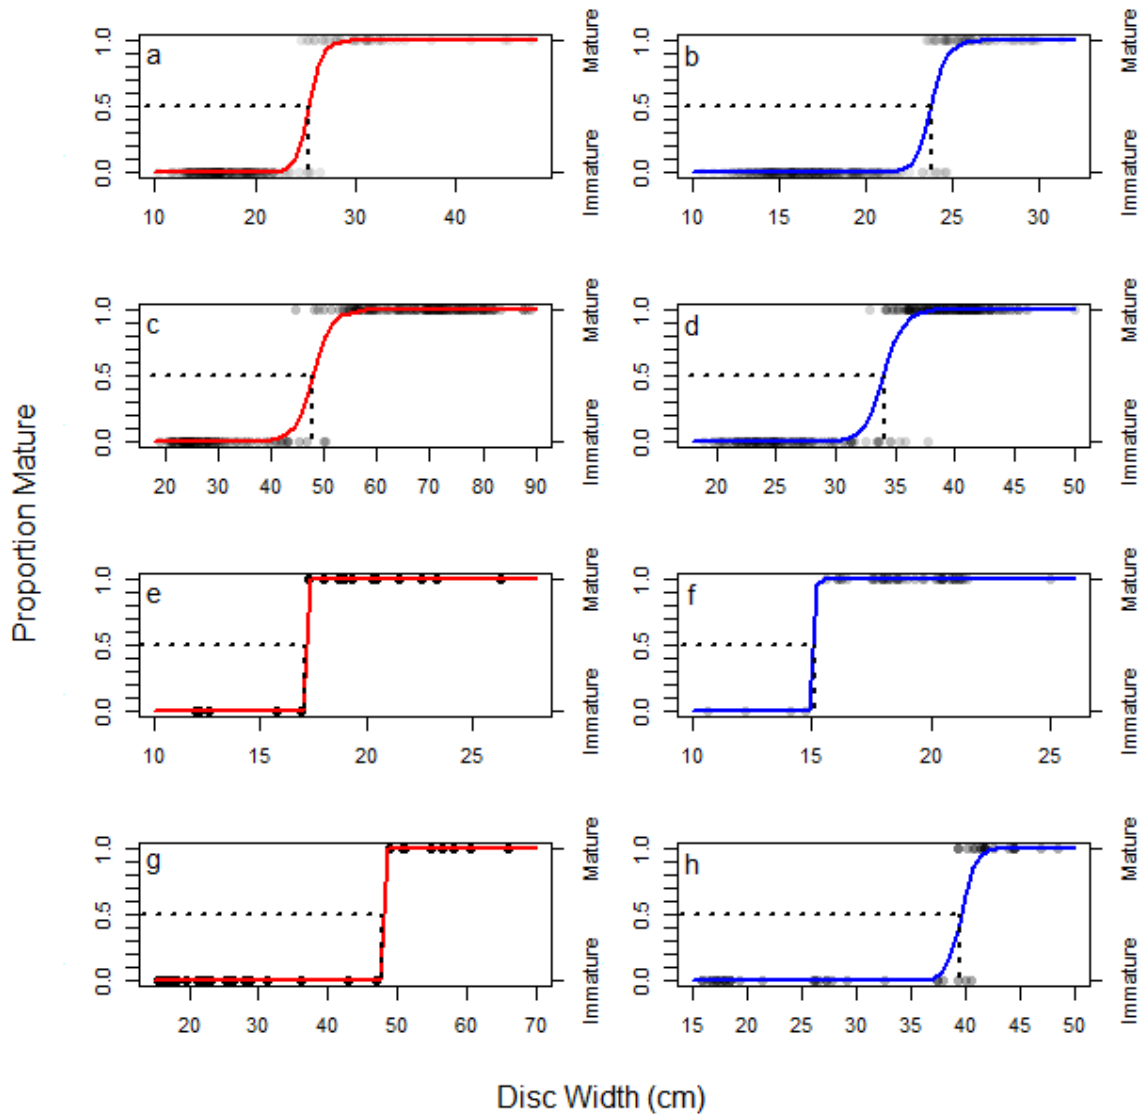 a
1.0
0.5
0.0
Mature
Immature
10 20 30 40
b
1.0
0.5
0.0
Mature
Immature
10 15 20 25 30
c
1.0
0.5
0.0
Mature
Immature
20 30 40 50 60 70 80 90
d
1.0
0.5
0.0
Mature
Immature
20 25 30 35 40 45 50
Proportion Mature
e
1.0
0.5
0.0
Mature
Immature
10 15 20 25
f
1.0
0.5
0.0
Mature
Immature
10 15 20 25
g
1.0
0.5
0.0
Mature
Immature
20 30 40 50 60 70
h
1.0
0.5
0.0
Mature
Immature
15 20 25 30 35 40 45 50
Disc Width (cm)